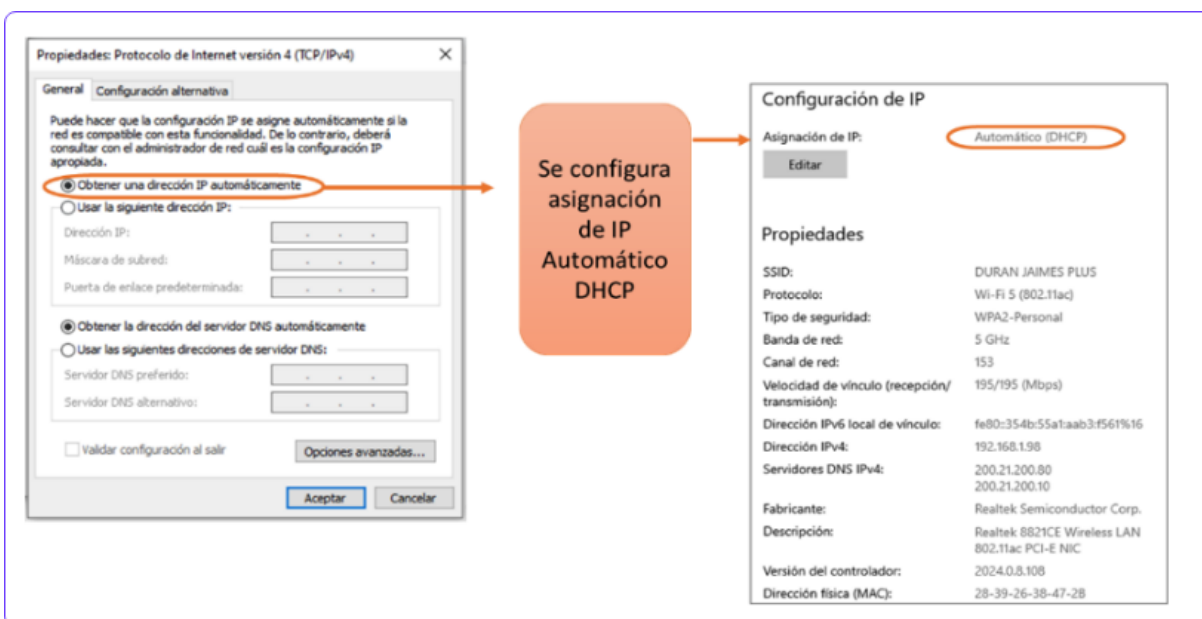 Propiedades: Protocolo de Internet versión 4 (TCP/IPv4)
General
Configuración alternativa
Puede hacer que la configuración IP se asigne automáticamente si la
red es compatible con esta funcionalidad. De lo contrario, deberá
consultar con el administrador de red cuál es la configuración IP
apropiada.
Obtener una dirección IP automáticamente
Usar la siguiente dirección IP:
Dirección IP:
Máscara de subred:
Puerta de enlace predeterminada:
Obtener la dirección del servidor DNS automáticamente
Usar las siguientes direcciones de servidor DNS:
Servidor DNS preferido:
Servidor DNS alternativo:
Validar configuración al salir
Opciones avanzadas...
Aceptar
Cancelar
Se configura
asignación
de IP
Automático
DHCP
Configuración de IP
Asignación de IP: Automático (DHCP)
Editar
Propiedades
SSID: DURAN JAIMES PLUS
Protocolo: Wi-Fi 5 (802.11ac)
Tipo de seguridad: WPA2-Personal
Banda de red: 5 GHz
Canal de red: 153
Velocidad de vínculo (recepción/ 195/195 (Mbps)
transmisión):
Dirección IPv6 local de vínculo: fe80::354b:55a1:aab3:f561%16
Dirección IPv4: 192.168.1.98
Servidores DNS IPv4: 200.21.200.80
200.21.200.10
Fabricante: Realtek Semiconductor Corp.
Descripción: Realtek 8821CE Wireless LAN
802.11ac PCI-E NIC
Versión del controlador: 2024.0.8.108
Dirección física (MAC): 28-39-26-38-47-2B